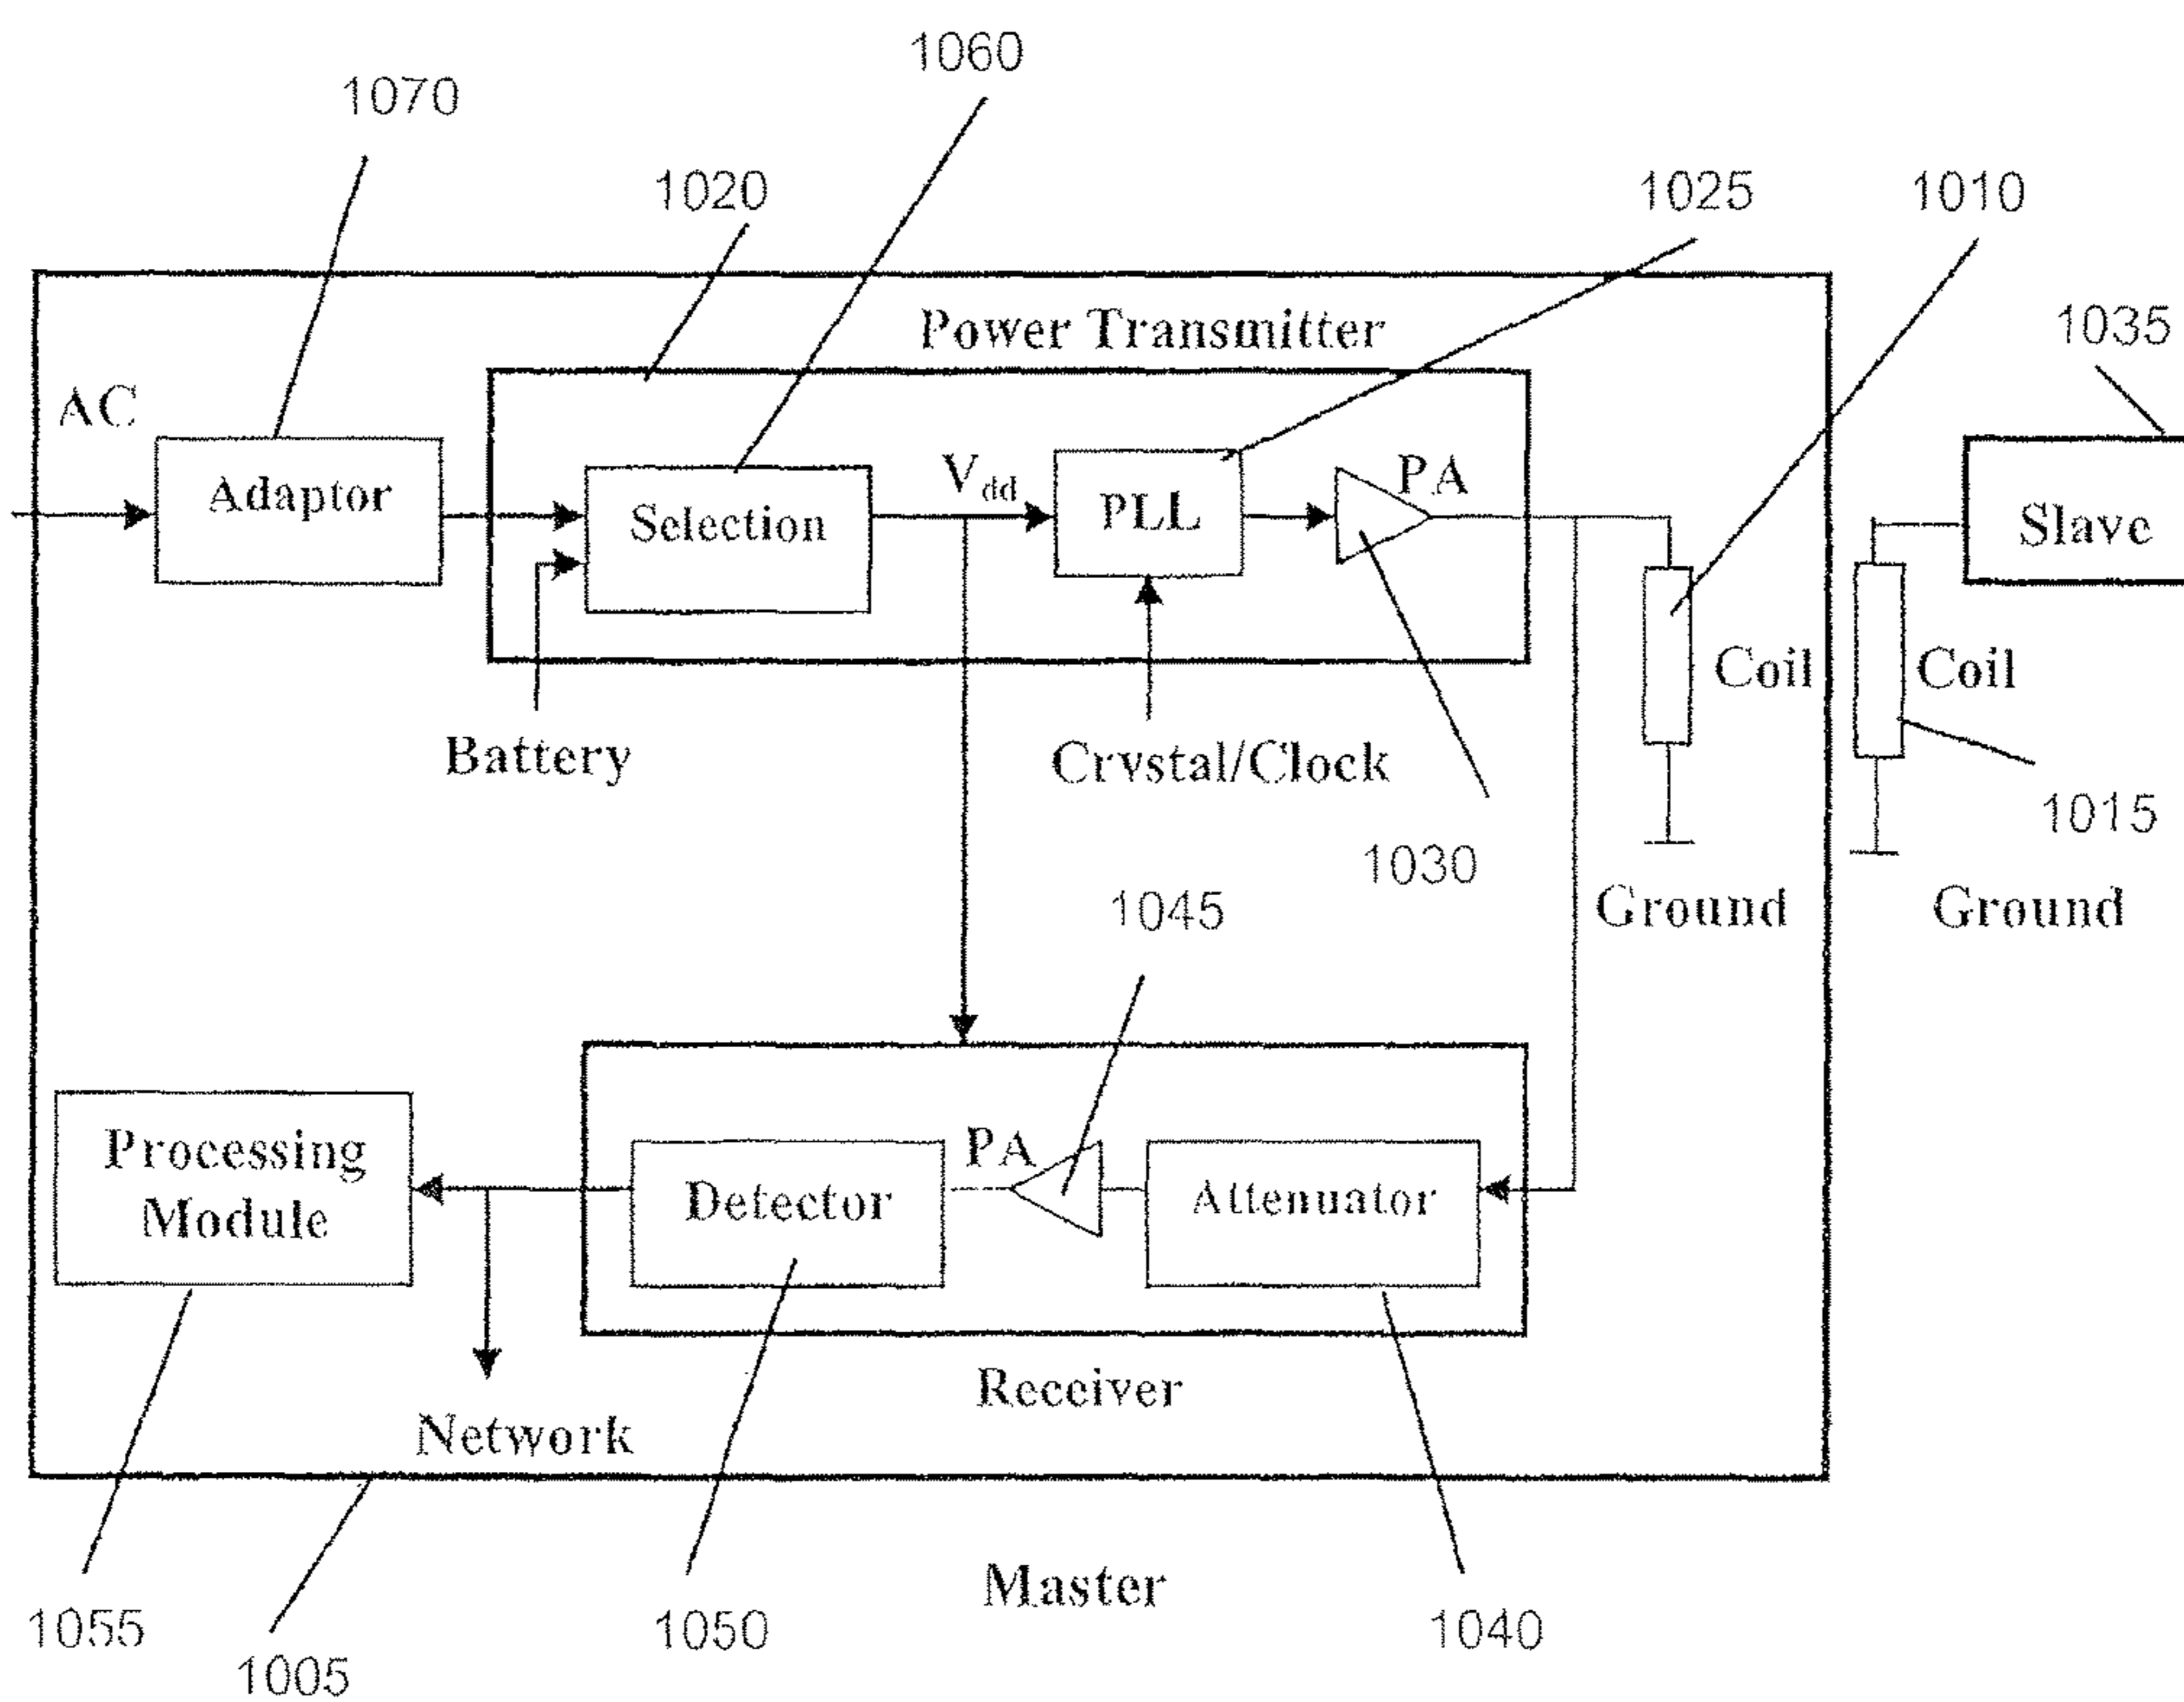 1060
1070
1020
1025
1010
Power Transmitter
1035
AC
Adaptor
Selection
Vdd
PLL
PA
Slave
Coil
Coil
Battery
Crystal/Clock
1015
1030
1045
Ground
Ground
Processing
Module
Detector
PA
Attenuator
Receiver
Network
Master
1055
1050
1040
1005